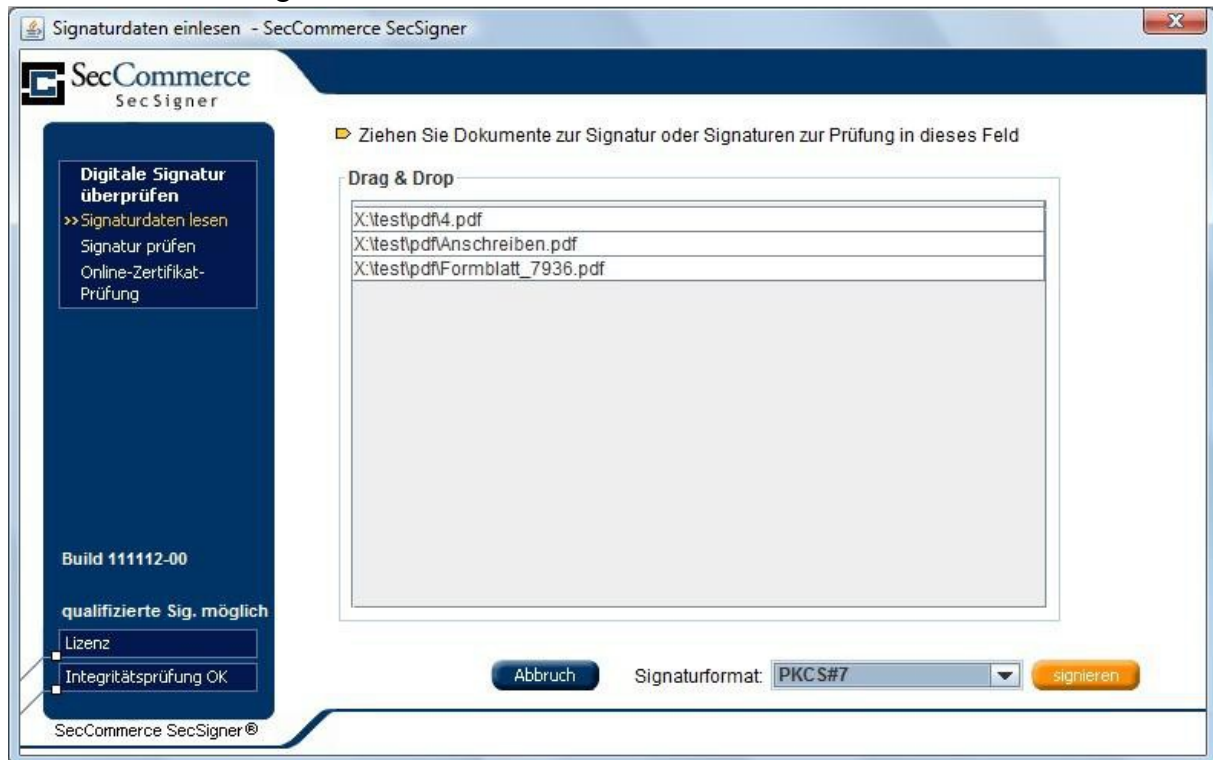 Signaturdaten einlesen - SecCommerce SecSigner
SecCommerce
SecSigner
Ziehen Sie Dokumente zur Signatur oder Signaturen zur Prüfung in dieses Feld
Digitale Signatur
überprüfen
>>Signaturdaten lesen
Signatur prüfen
Online-Zertifikat-
Prüfung
Drag & Drop
X:\test\pdf\4.pdf
X:\test\pdf\Anschreiben.pdf
X:\test\pdf\Formblatt_7936.pdf
Build 111112-00
qualifizierte Sig. möglich
Lizenz
Integritätsprüfung OK
Abbruch
Signaturformat: PKCS#7
signieren
SecCommerce SecSigner®